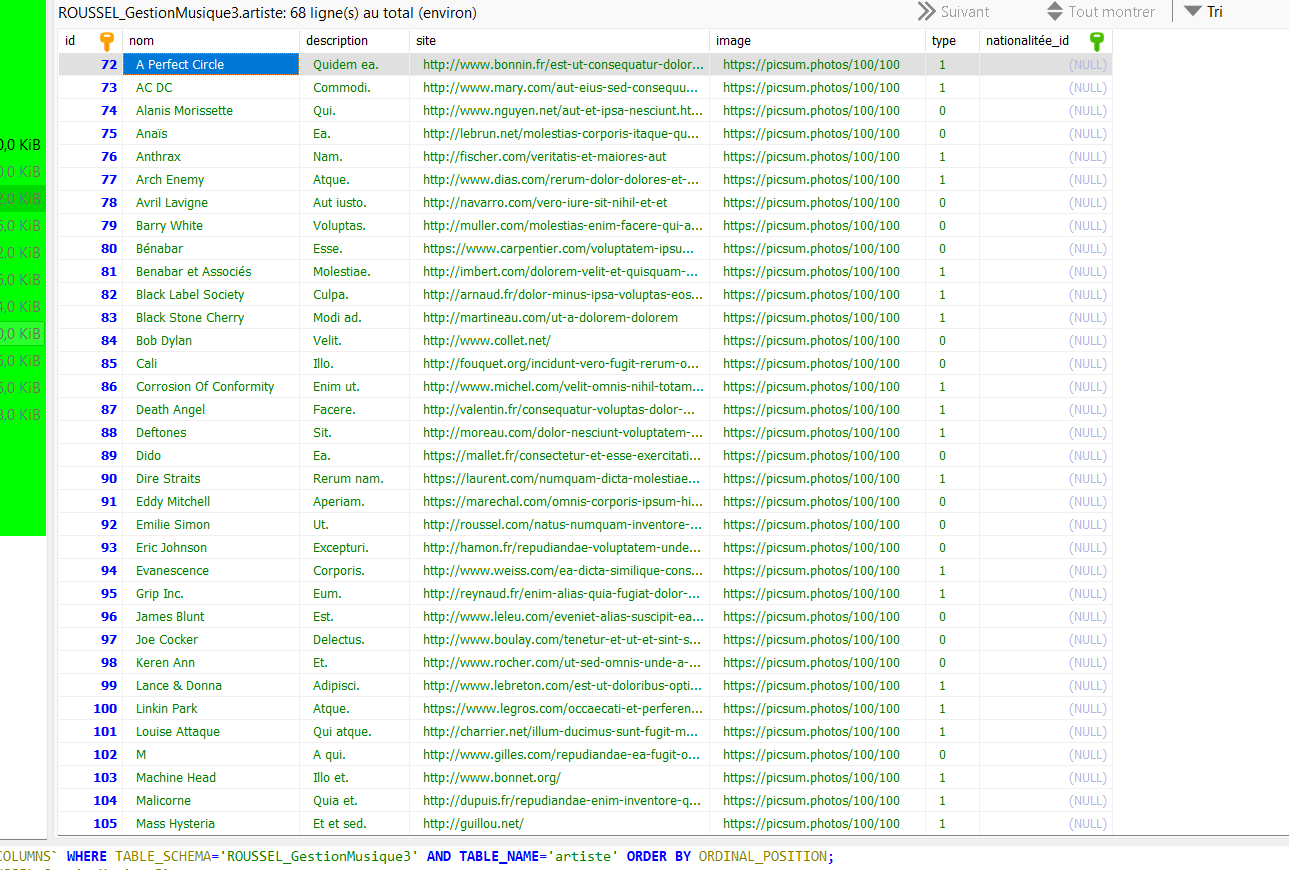 ROUSSEL_GestionMusique3.artiste: 68 ligne(s) au total (environ) Suivant Tout montrer Tri
id nom description site image type nationalitée_id
72 A Perfect Circle Quidem ea. http://www.bonnin.fr/est-ut-consequatur-dolor... https://picsum.photos/100/100 1 (NULL)
73 AC DC Commodi. http://www.mary.com/aut-eius-sed-consequu... https://picsum.photos/100/100 1 (NULL)
74 Alanis Morissette Qui. http://www.nguyen.net/aut-et-ipsa-nesciunt.ht... https://picsum.photos/100/100 0 (NULL)
75 Anaïs Ea. http://lebrun.net/molestias-corporis-itaque-qu... https://picsum.photos/100/100 0 (NULL)
76 Anthrax Nam. http://fischer.com/veritatis-et-maiores-aut https://picsum.photos/100/100 1 (NULL)
77 Arch Enemy Atque. http://www.dias.com/rerum-dolor-dolores-et-... https://picsum.photos/100/100 1 (NULL)
78 Avril Lavigne Aut iusto. http://navarro.com/vero-iure-sit-nihil-et-et https://picsum.photos/100/100 0 (NULL)
79 Barry White Voluptas. http://muller.com/molestias-enim-facere-qui-a... https://picsum.photos/100/100 0 (NULL)
80 Bénabar Esse. https://www.carpentier.com/voluptatem-ipsu... https://picsum.photos/100/100 0 (NULL)
81 Benabar et Associés Molestiae. http://imbert.com/dolorem-velit-et-quisquam-... https://picsum.photos/100/100 1 (NULL)
82 Black Label Society Culpa. http://arnaud.fr/dolor-minus-ipsa-voluptas-eos... https://picsum.photos/100/100 1 (NULL)
83 Black Stone Cherry Modi ad. http://martineau.com/ut-a-dolorem-dolorem https://picsum.photos/100/100 1 (NULL)
84 Bob Dylan Velit. http://www.collet.net/ https://picsum.photos/100/100 0 (NULL)
85 Cali Illo. http://fouquet.org/incidunt-vero-fugit-rerum-o... https://picsum.photos/100/100 0 (NULL)
86 Corrosion Of Conformity Enim ut. http://www.michel.com/velit-omnis-nihil-totam... https://picsum.photos/100/100 1 (NULL)
87 Death Angel Facere. http://valentin.fr/consequatur-voluptas-dolor-... https://picsum.photos/100/100 1 (NULL)
88 Deftones Sit. http://moreau.com/dolor-nesciunt-voluptatem-... https://picsum.photos/100/100 1 (NULL)
89 Dido Ea. https://mallet.fr/consectetur-et-esse-exercitati... https://picsum.photos/100/100 0 (NULL)
90 Dire Straits Rerum nam. https://laurent.com/numquam-dicta-molestiae... https://picsum.photos/100/100 1 (NULL)
91 Eddy Mitchell Aperiam. https://marechal.com/omnis-corporis-ipsum-hi... https://picsum.photos/100/100 0 (NULL)
92 Emilie Simon Ut. http://roussel.com/natus-numquam-inventore-... https://picsum.photos/100/100 0 (NULL)
93 Eric Johnson Excepturi. http://hamon.fr/repudiandae-voluptatem-unde... https://picsum.photos/100/100 0 (NULL)
94 Evanescence Corporis. http://www.weiss.com/ea-dicta-similique-cons... https://picsum.photos/100/100 1 (NULL)
95 Grip Inc. Eum. http://reynaud.fr/enim-alias-quia-fugiat-dolor-... https://picsum.photos/100/100 1 (NULL)
96 James Blunt Est. http://www.leleu.com/eveniet-alias-suscipit-ea... https://picsum.photos/100/100 0 (NULL)
97 Joe Cocker Delectus. http://www.boulay.com/tenetur-et-ut-et-sint-s... https://picsum.photos/100/100 0 (NULL)
98 Keren Ann Et. http://www.rocher.com/ut-sed-omnis-unde-a-... https://picsum.photos/100/100 0 (NULL)
99 Lance & Donna Adipisci. http://www.lebreton.com/est-ut-doloribus-opti... https://picsum.photos/100/100 1 (NULL)
100 Linkin Park Atque. https://www.legros.com/occaecati-et-perferen... https://picsum.photos/100/100 1 (NULL)
101 Louise Attaque Qui atque. http://charrier.net/illum-ducimus-sunt-fugit-m... https://picsum.photos/100/100 1 (NULL)
102 M A qui. http://www.gilles.com/repudiandae-ea-fugit-o... https://picsum.photos/100/100 0 (NULL)
103 Machine Head Illo et. http://www.bonnet.org/ https://picsum.photos/100/100 1 (NULL)
104 Malicorne Quia et. http://dupuis.fr/repudiandae-enim-inventore-q... https://picsum.photos/100/100 1 (NULL)
105 Mass Hysteria Et et sed. http://guillou.net/ https://picsum.photos/100/100 1 (NULL)
COLUMNS` WHERE TABLE_SCHEMA='ROUSSEL_GestionMusique3' AND TABLE_NAME='artiste' ORDER BY ORDINAL_POSITION;